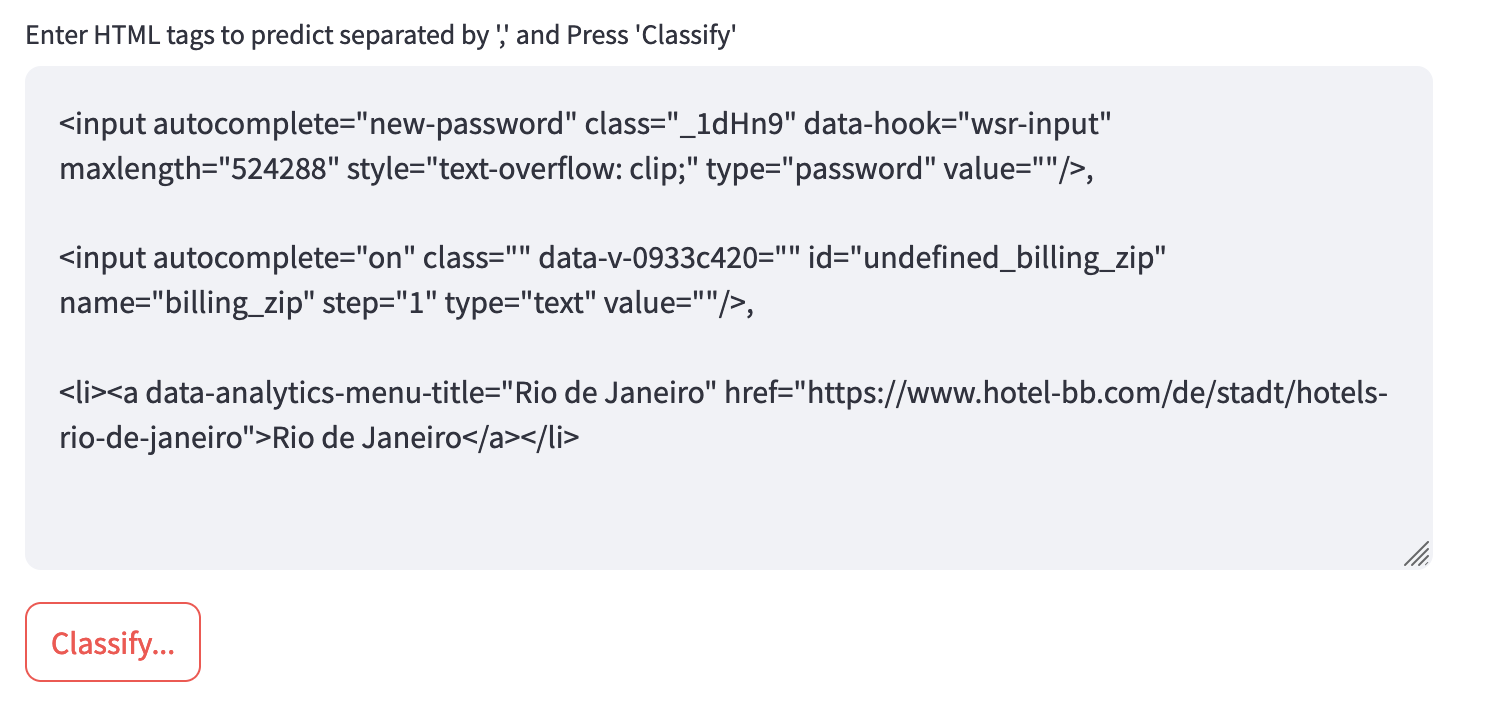 Enter HTML tags to predict separated by ',' and Press 'Classify'
<input autocomplete="new-password" class="_1dHn9" data-hook="wsr-input"
maxlength="524288" style="text-overflow: clip;" type="password" value=""/>,
<input autocomplete="on" class="" data-v-0933c420="" id="undefined_billing_zip"
name="billing_zip" step="1" type="text" value=""/>,
<li><a data-analytics-menu-title="Rio de Janeiro" href="https://www.hotel-bb.com/de/stadt/hotels-
rio-de-janeiro">Rio de Janeiro</a></li>
Classify...